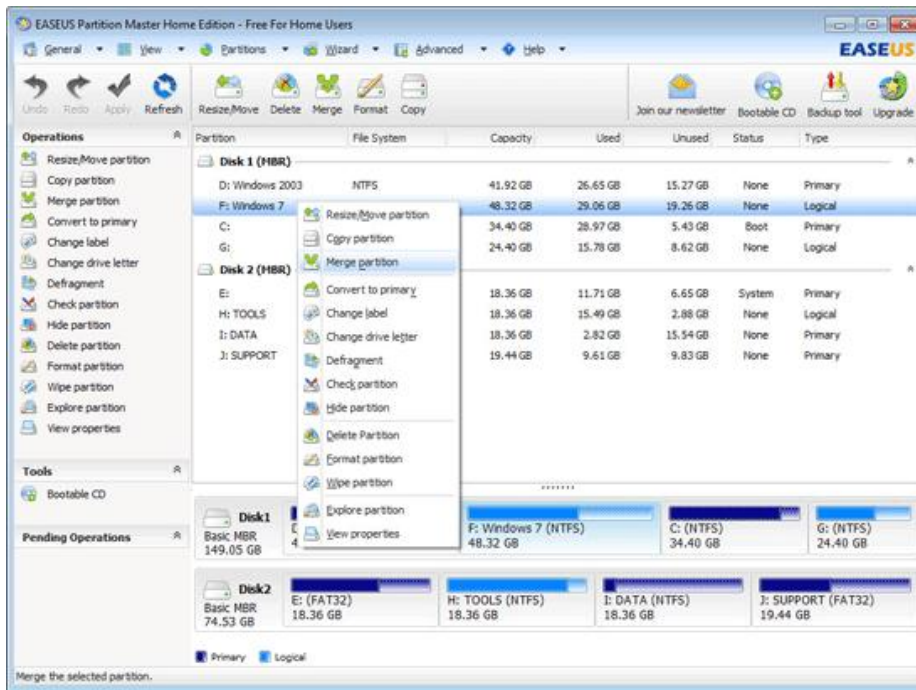 EASEUS Partition Master Home Edition - Free For Home Users
General View Partitions Wizard Advanced Help EASEUS
Undo Redo Apply Refresh Resize/Move Delete Merge Format Copy Join our newsletter Bootable CD Backup tool Upgrade
Operations
Resize/Move partition
Copy partition
Merge partition
Convert to primary
Change label
Change drive letter
Defragment
Check partition
Hide partition
Delete partition
Format partition
Wipe partition
Explore partition
View properties
Tools
Bootable CD
Pending Operations
Partition File System Capacity Used Unused Status Type
Disk 1 (MBR)
D: Windows 2003 NTFS 41.92 GB 26.65 GB 15.27 GB None Primary
F: Windows 7 48.32 GB 29.06 GB 19.26 GB None Logical
C: 34.40 GB 28.97 GB 5.43 GB Boot Primary
G: 24.40 GB 15.78 GB 8.62 GB None Logical
Disk 2 (MBR)
E: 18.36 GB 11.71 GB 6.65 GB System Primary
H: TOOLS 18.36 GB 15.49 GB 2.88 GB None Logical
I: DATA 18.36 GB 2.82 GB 15.54 GB None Primary
J: SUPPORT 19.44 GB 9.61 GB 9.83 GB None Primary
Resize/Move partition
Copy partition
Merge partition
Convert to primary
Change label
Change drive letter
Defragment
Check partition
Hide partition
Delete Partition
Format partition
Wipe partition
Explore partition
View properties
Disk1
Basic MBR
149.05 GB
F: Windows 7 (NTFS)
48.32 GB
C: (NTFS)
34.40 GB
G: (NTFS)
24.40 GB
Disk2
Basic MBR
74.53 GB
E: (FAT32)
18.36 GB
H: TOOLS (NTFS)
18.36 GB
I: DATA (NTFS)
18.36 GB
J: SUPPORT (FAT32)
19.44 GB
Primary Logical
Merge the selected partition.